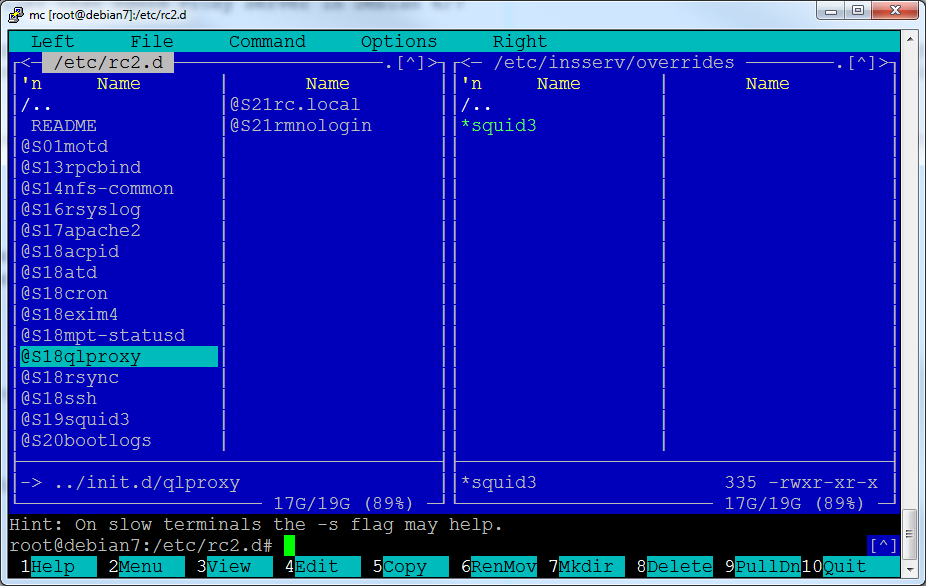 mc [root@debian7]:/etc/rc2.d
Left File Command Options Right
<─ /etc/rc2.d ─.[^]>
'n Name Name
/.. @S21rc.local
README @S21rmnologin
@S01motd
@S13rpcbind
@S14nfs-common
@S16rsyslog
@S17apache2
@S18acpid
@S18atd
@S18cron
@S18exim4
@S18mpt-statusd
@S18qlproxy
@S18rsync
@S18ssh
@S19squid3
@S20bootlogs
-> ../init.d/qlproxy
17G/19G (89%)
<─ /etc/insserv/overrides ─.[^]>
'n Name Name
/..
*squid3
*squid3 335 -rwxr-xr-x
17G/19G (89%)
Hint: On slow terminals the -s flag may help.
root@debian7:/etc/rc2.d# [^]
1Help 2Menu 3View 4Edit 5Copy 6RenMov 7Mkdir 8Delete 9PullDn 10Quit